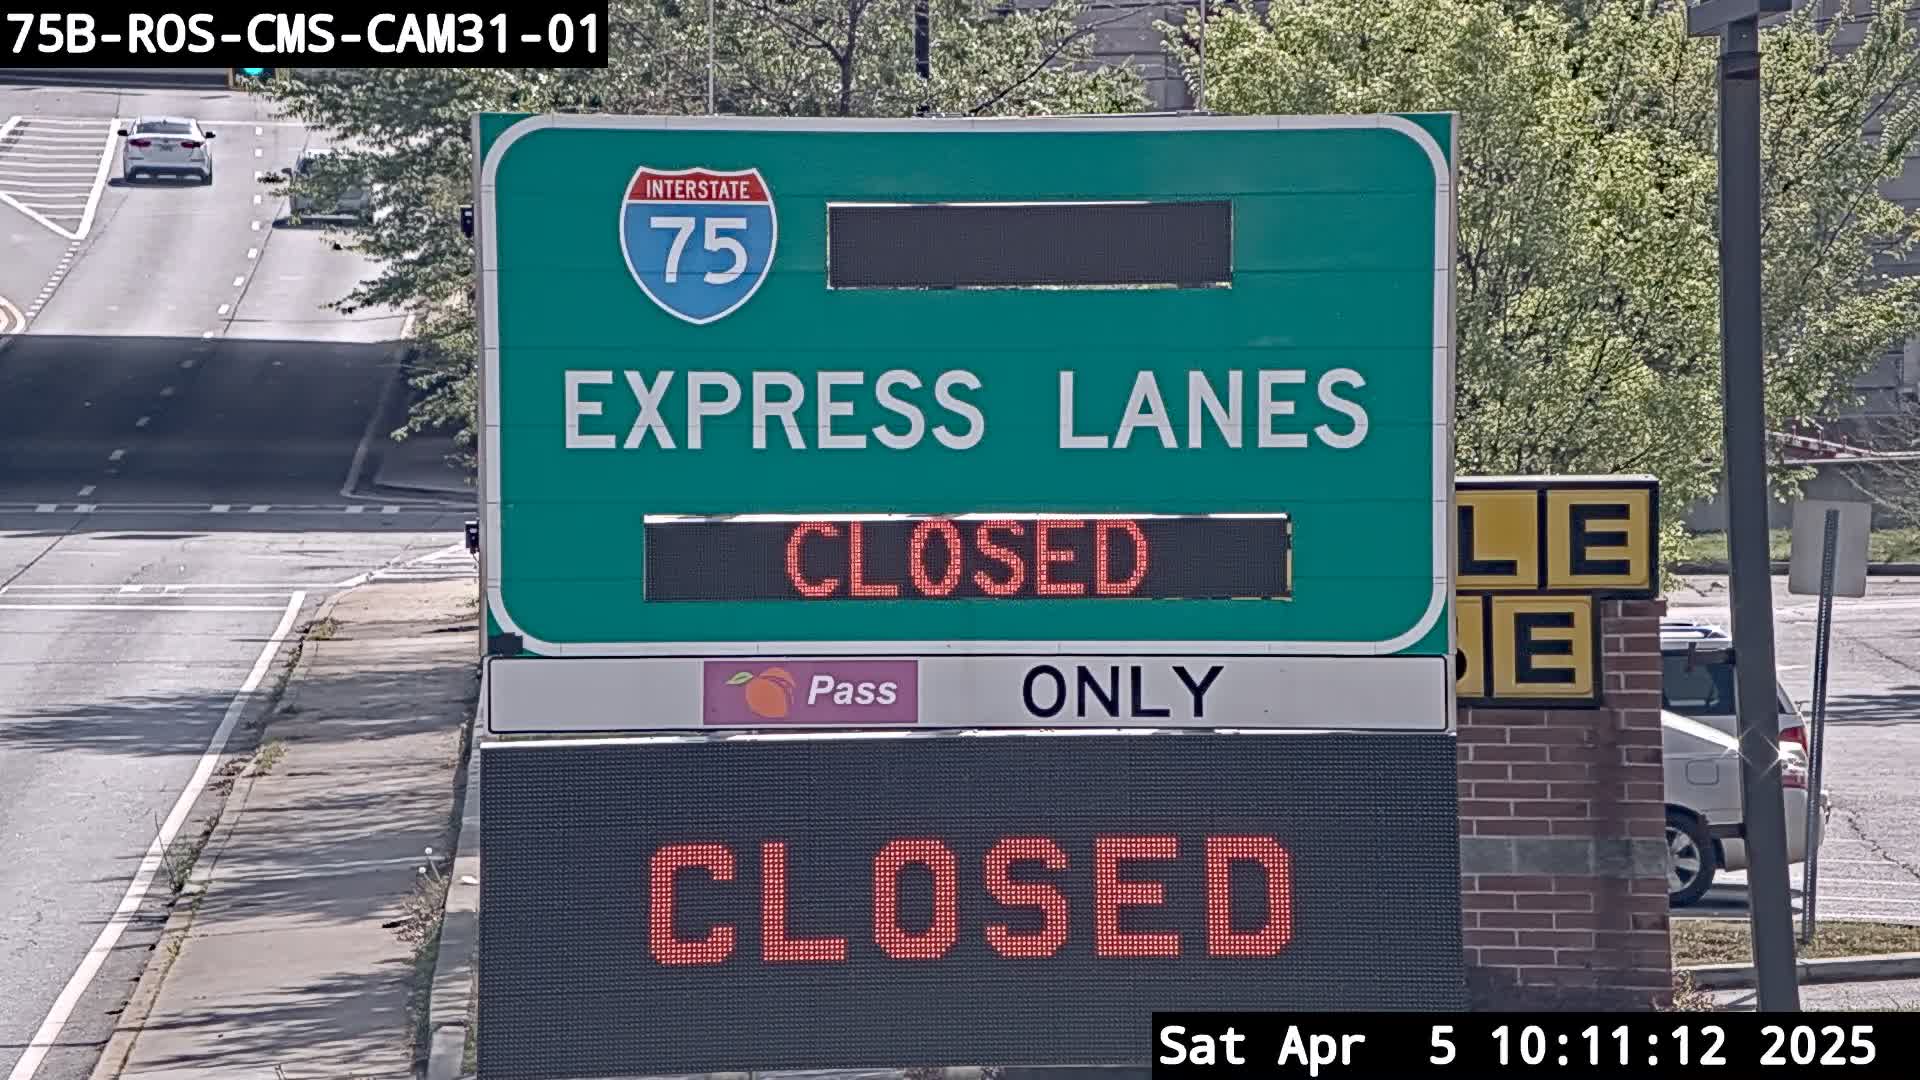 75B-ROS-CMS-CAM31-01
INTERSTATE
75
EXPRESS LANES
CLOSED
Pass ONLY
CLOSED
LE
E
Sat Apr 5 10:11:12 2025